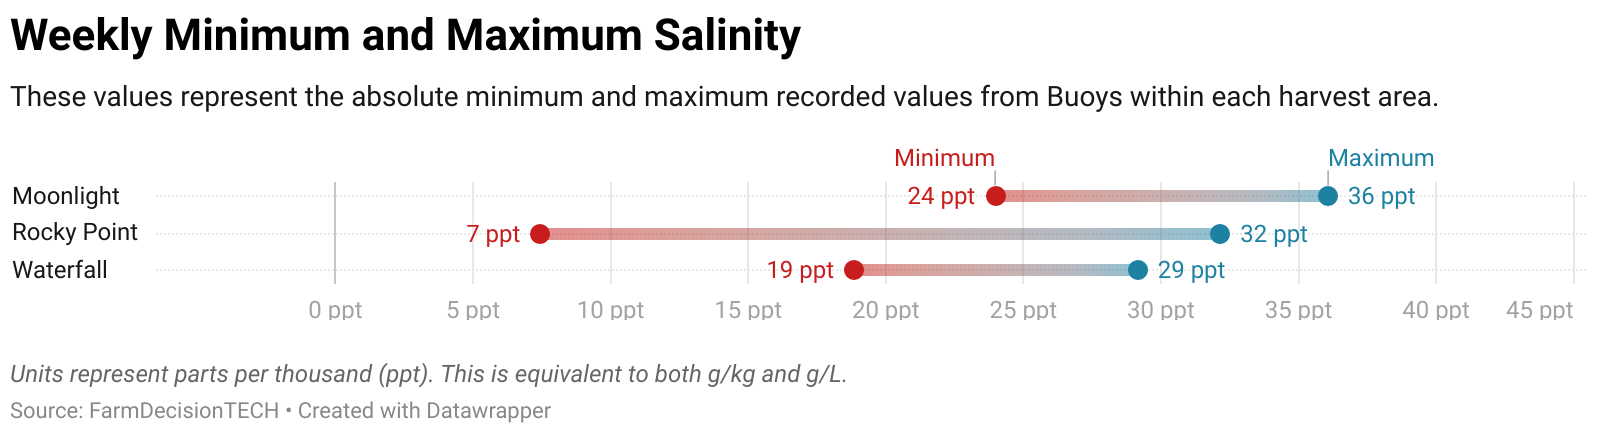 Weekly Minimum and Maximum Salinity
These values represent the absolute minimum and maximum recorded values from Buoys within each harvest area.
Minimum Maximum
Moonlight 24 ppt 36 ppt
Rocky Point 7 ppt 32 ppt
Waterfall 19 ppt 29 ppt
0 ppt 5 ppt 10 ppt 15 ppt 20 ppt 25 ppt 30 ppt 35 ppt 40 ppt 45 ppt
Units represent parts per thousand (ppt). This is equivalent to both g/kg and g/L.
Source: FarmDecisionTECH • Created with Datawrapper